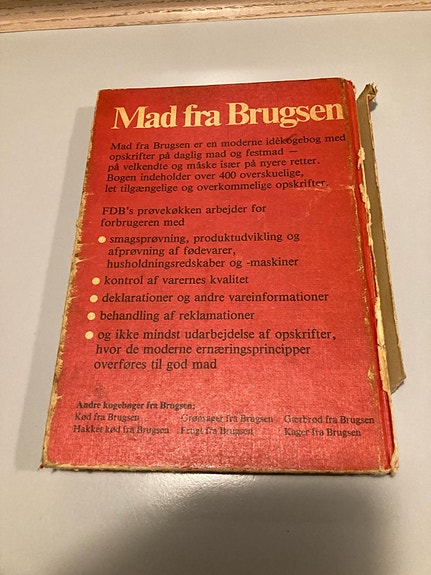 Mad fra Brugsen
Mad fra Brugsen er en moderne idékogebog med
opskrifter på daglig mad og festmad —
på velkendte og måske især på nyere retter.
Bogen indeholder over 400 overskuelige,
let tilgængelige og overkommelige opskrifter.
FDB's prøvekøkken arbejder for
forbrugeren med
● smagsprøvning, produktudvikling og
afprøvning af fødevarer,
husholdningsredskaber og -maskiner
● kontrol af varernes kvalitet
● deklarationer og andre vareinformationer
● behandling af reklamationer
● og ikke mindst udarbejdelse af opskrifter,
hvor de moderne ernæringsprincipper
overføres til god mad
Andre kogebøger fra Brugsen:
Kød fra Brugsen Grøntsager fra Brugsen Gærbrød fra Brugsen
Hakket kød fra Brugsen Frugt fra Brugsen Kager fra Brugsen